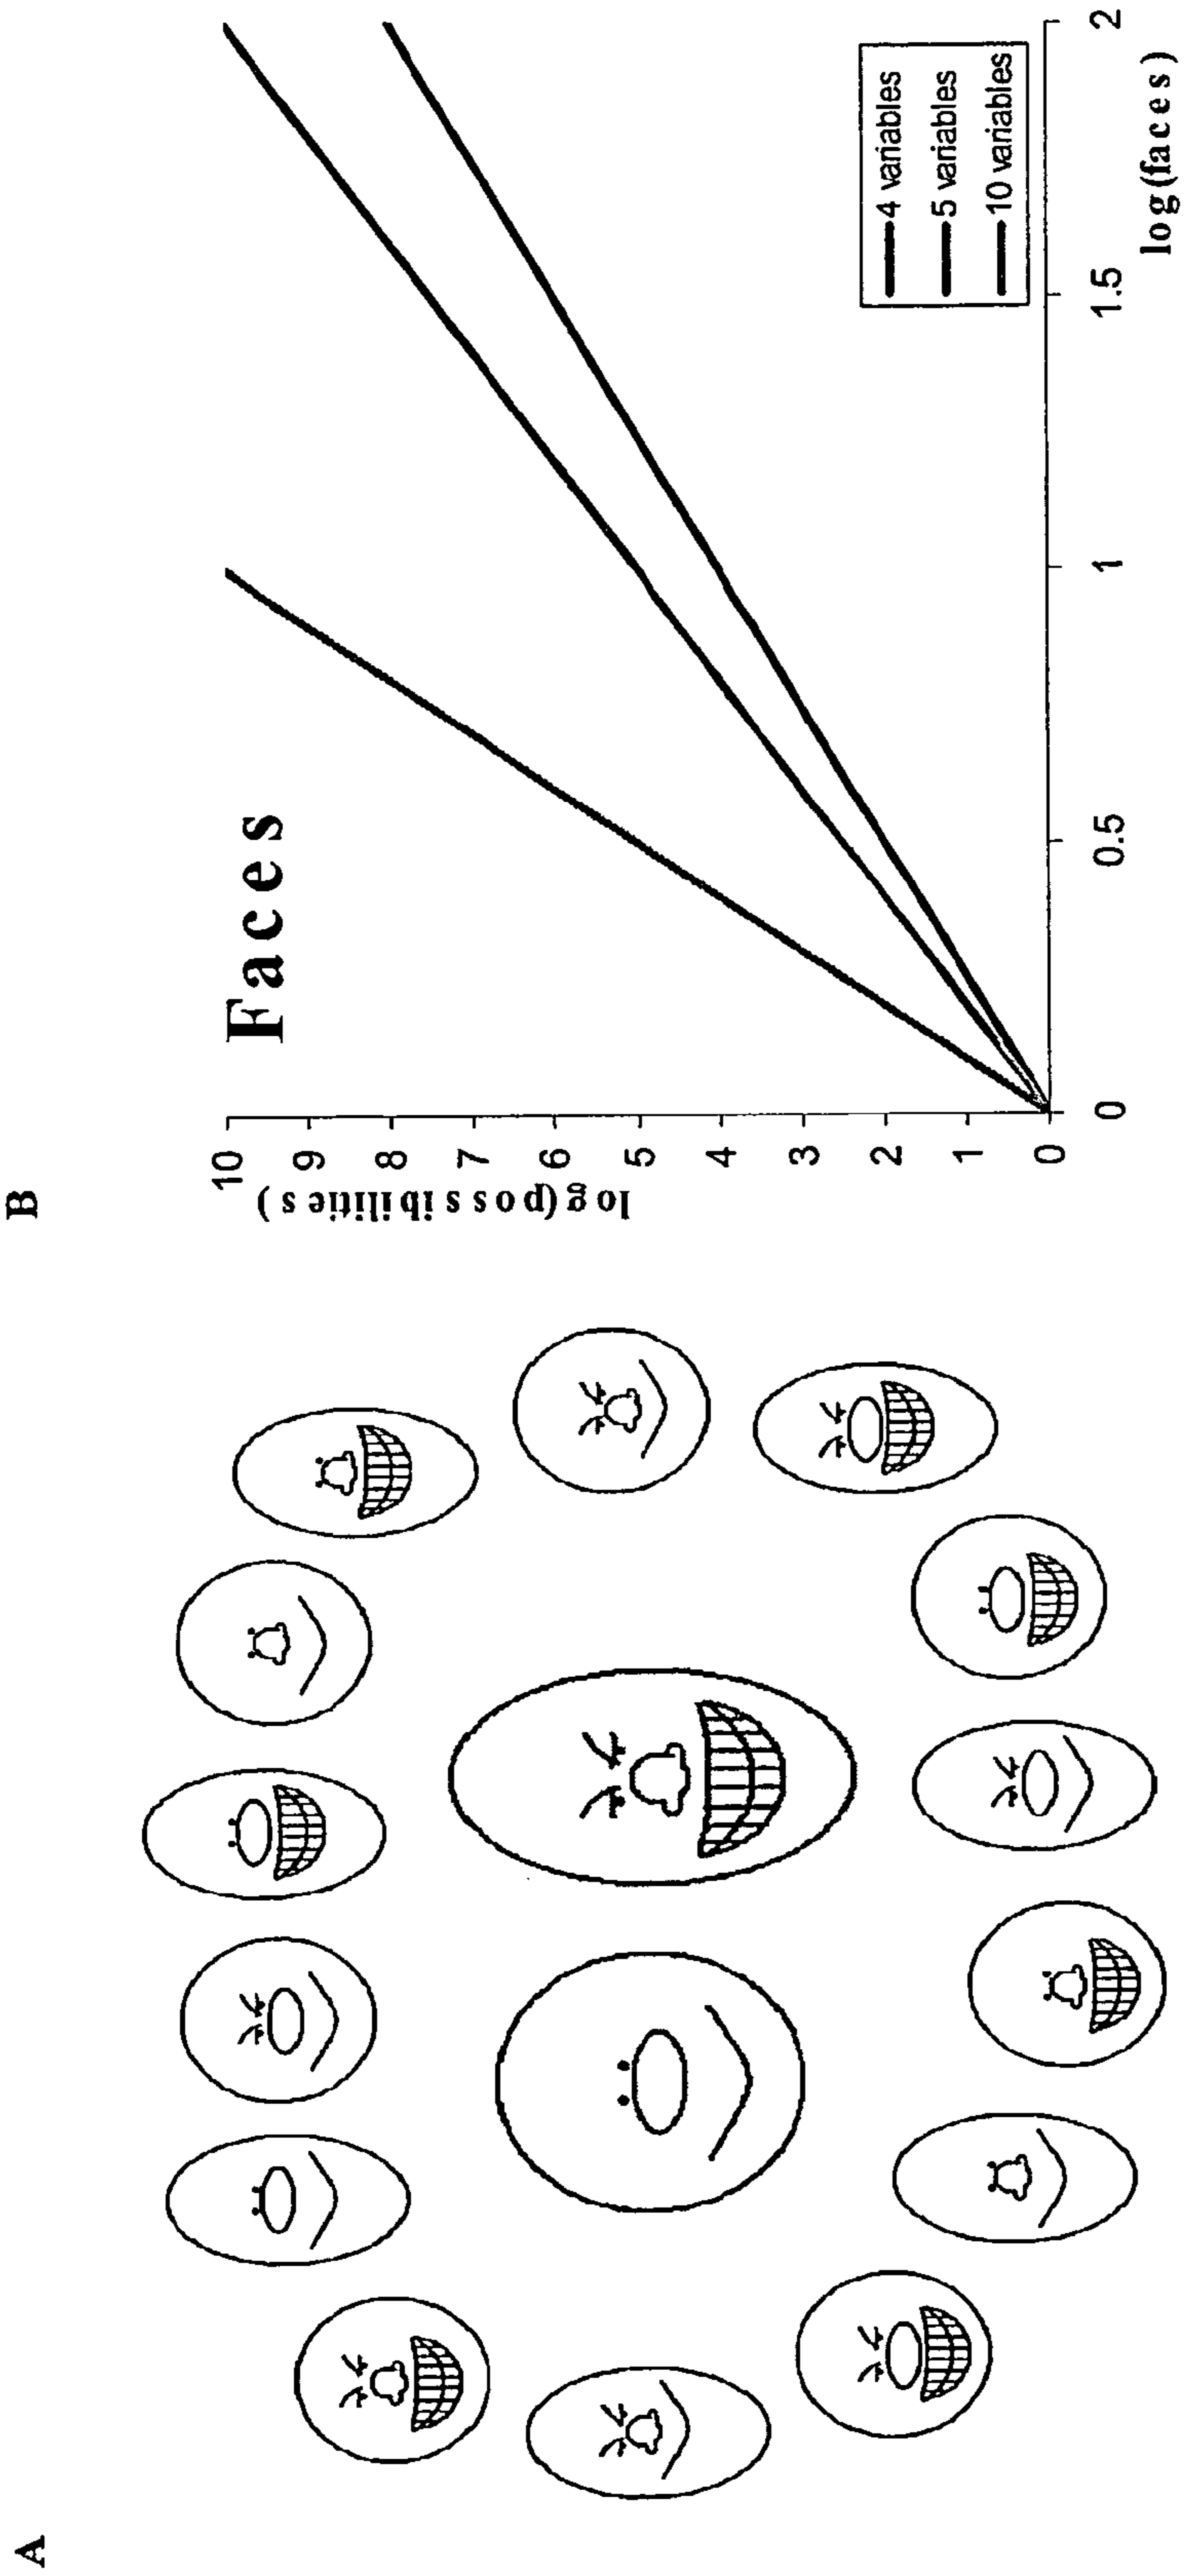 A
B
Faces
log(possibilities)
10
9
8
7
6
5
4
3
2
1
0
0
0.5
1
1.5
2
log(faces)
4 variables
5 variables
10 variables